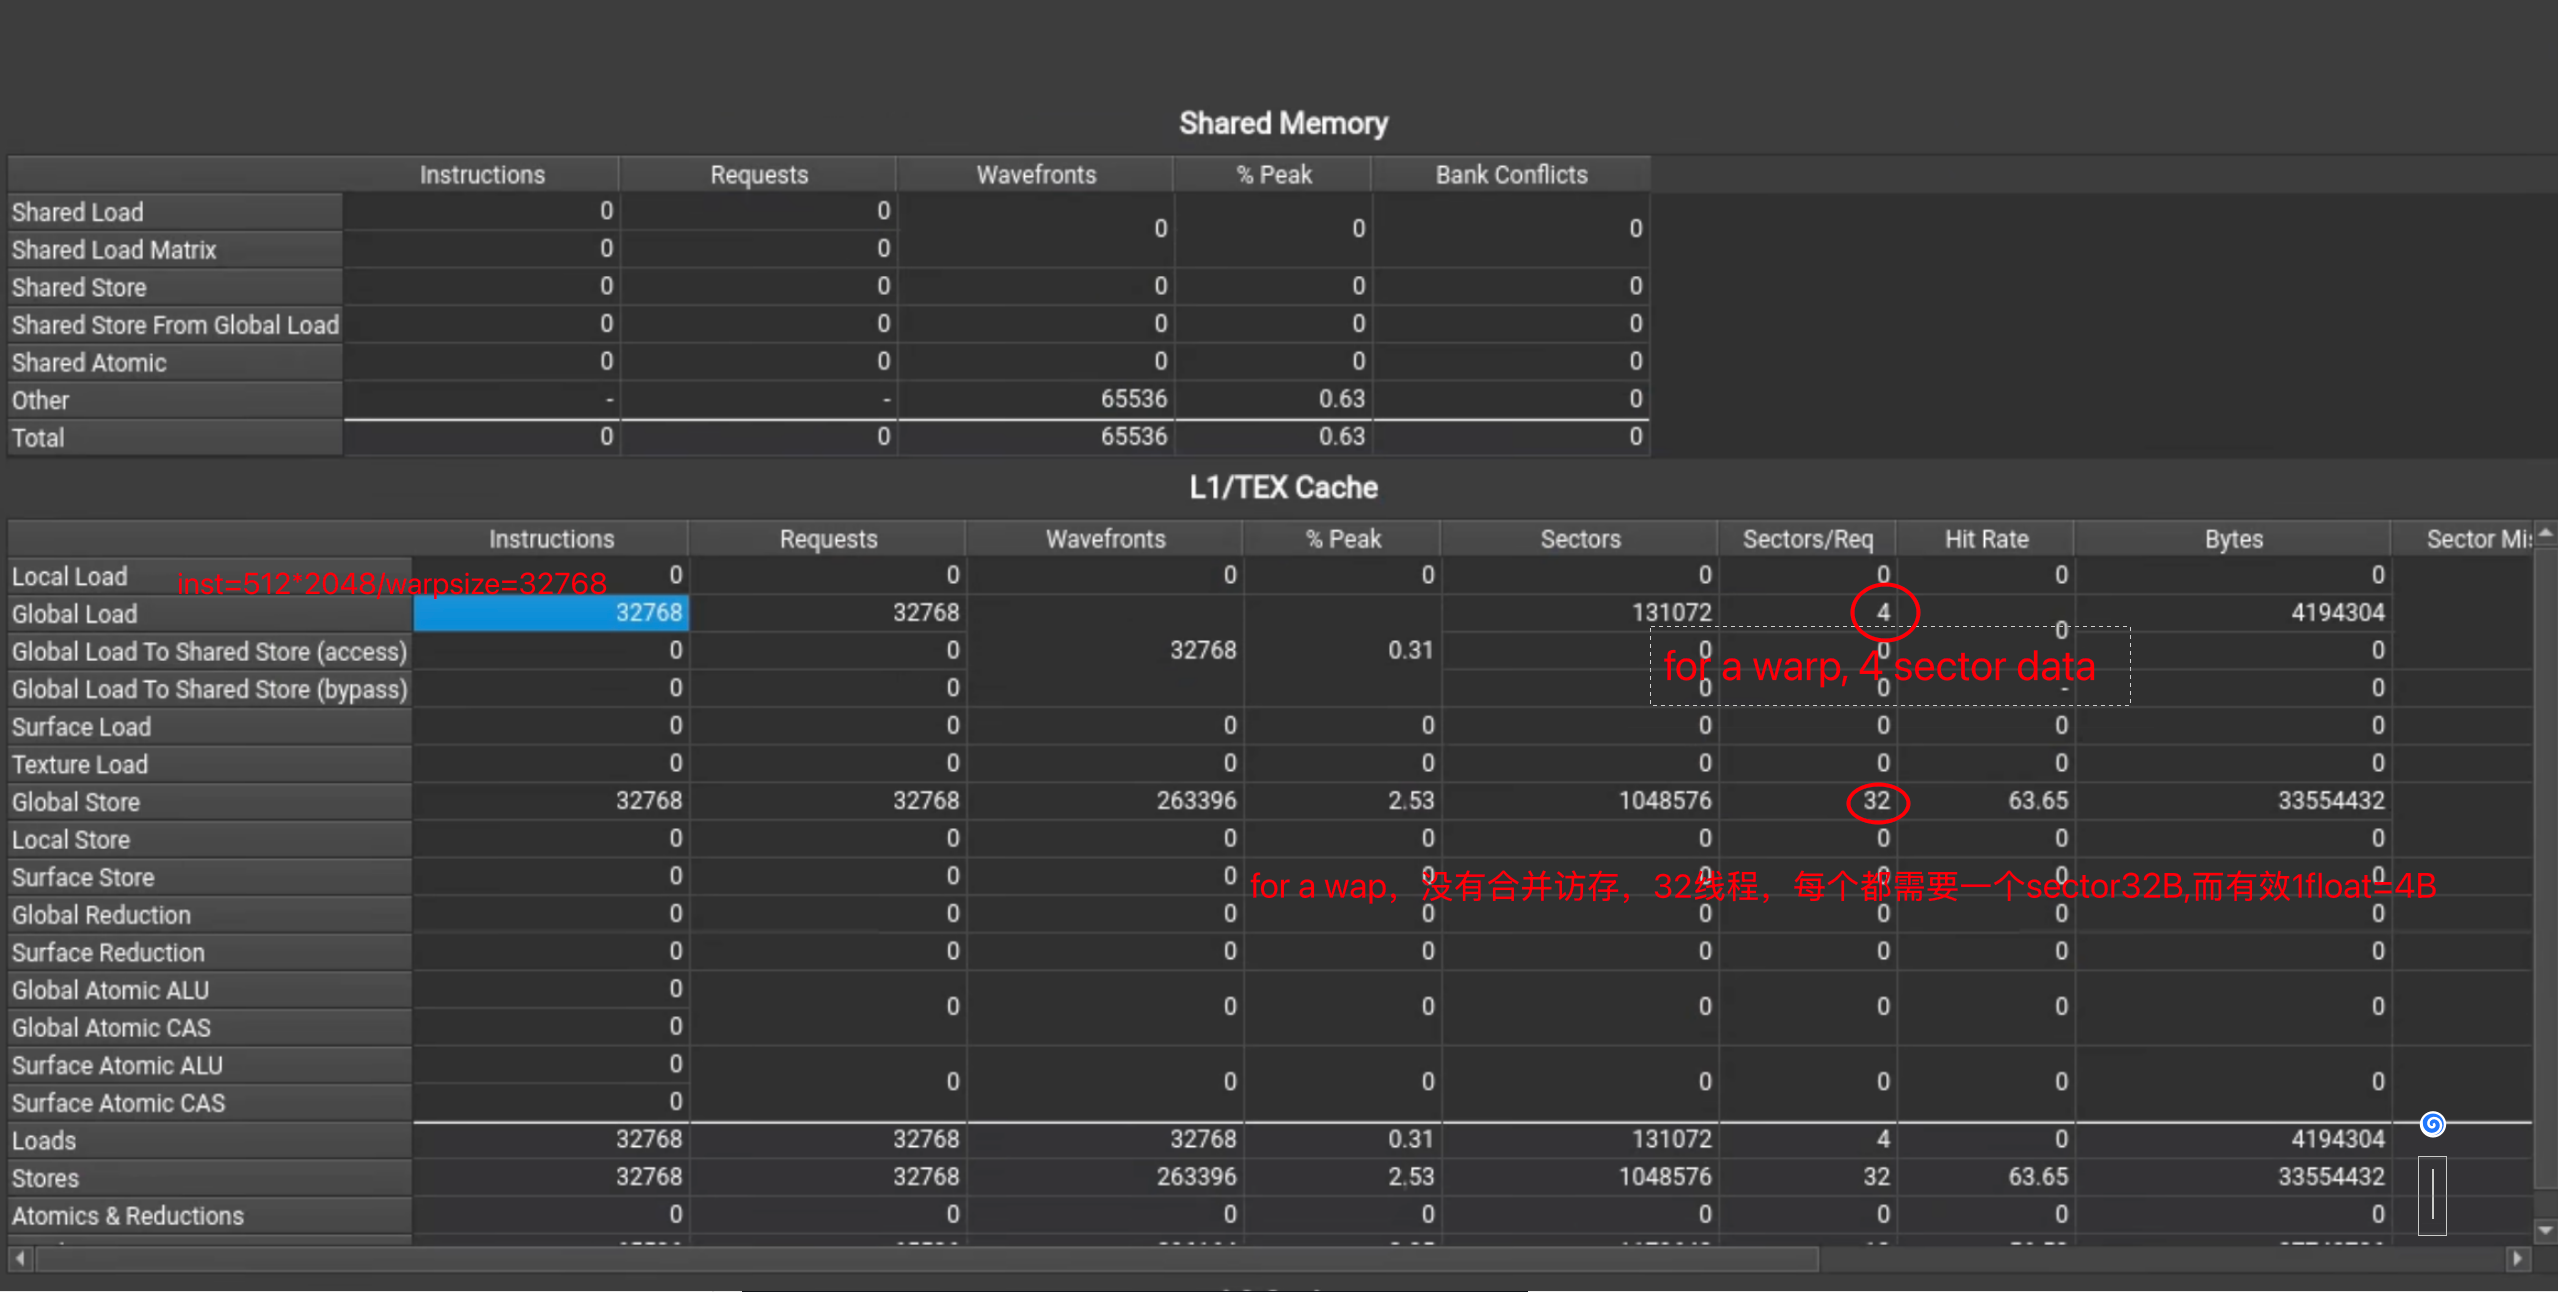 Shared Memory
Instructions Requests Wavefronts % Peak Bank Conflicts
Shared Load 0 0 0 0 0
Shared Load Matrix 0 0
Shared Store 0 0 0 0 0
Shared Store From Global Load 0 0 0 0 0
Shared Atomic 0 0 0 0 0
Other - - 65536 0.63 0
Total 0 0 65536 0.63 0
L1/TEX Cache
Instructions Requests Wavefronts % Peak Sectors Sectors/Req Hit Rate Bytes Sector Mis
Local Load 0 0 0 0 0 0 0 0
inst=512*2048/warpsize=32768
Global Load 32768 32768 131072 4 0 4194304
Global Load To Shared Store (access) 0 0 32768 0.31 0 0 0
for a warp, 4 sector data
Global Load To Shared Store (bypass) 0 0 0 0 - 0
Surface Load 0 0 0 0 0 0 0 0
Texture Load 0 0 0 0 0 0 0 0
Global Store 32768 32768 263396 2.53 1048576 32 63.65 33554432
Local Store 0 0 0 0 0 0 0 0
Surface Store 0 0 0 0 0 0 0 0
for a wap，没有合并访存，32线程，每个都需要一个sector32B,而有效1float=4B
Global Reduction 0 0 0 0 0 0 0 0
Surface Reduction 0 0 0 0 0 0 0 0
Global Atomic ALU 0 0 0 0 0 0 0 0
Global Atomic CAS 0
Surface Atomic ALU 0 0 0 0 0 0 0 0
Surface Atomic CAS 0
Loads 32768 32768 32768 0.31 131072 4 0 4194304
Stores 32768 32768 263396 2.53 1048576 32 63.65 33554432
Atomics & Reductions 0 0 0 0 0 0 0 0